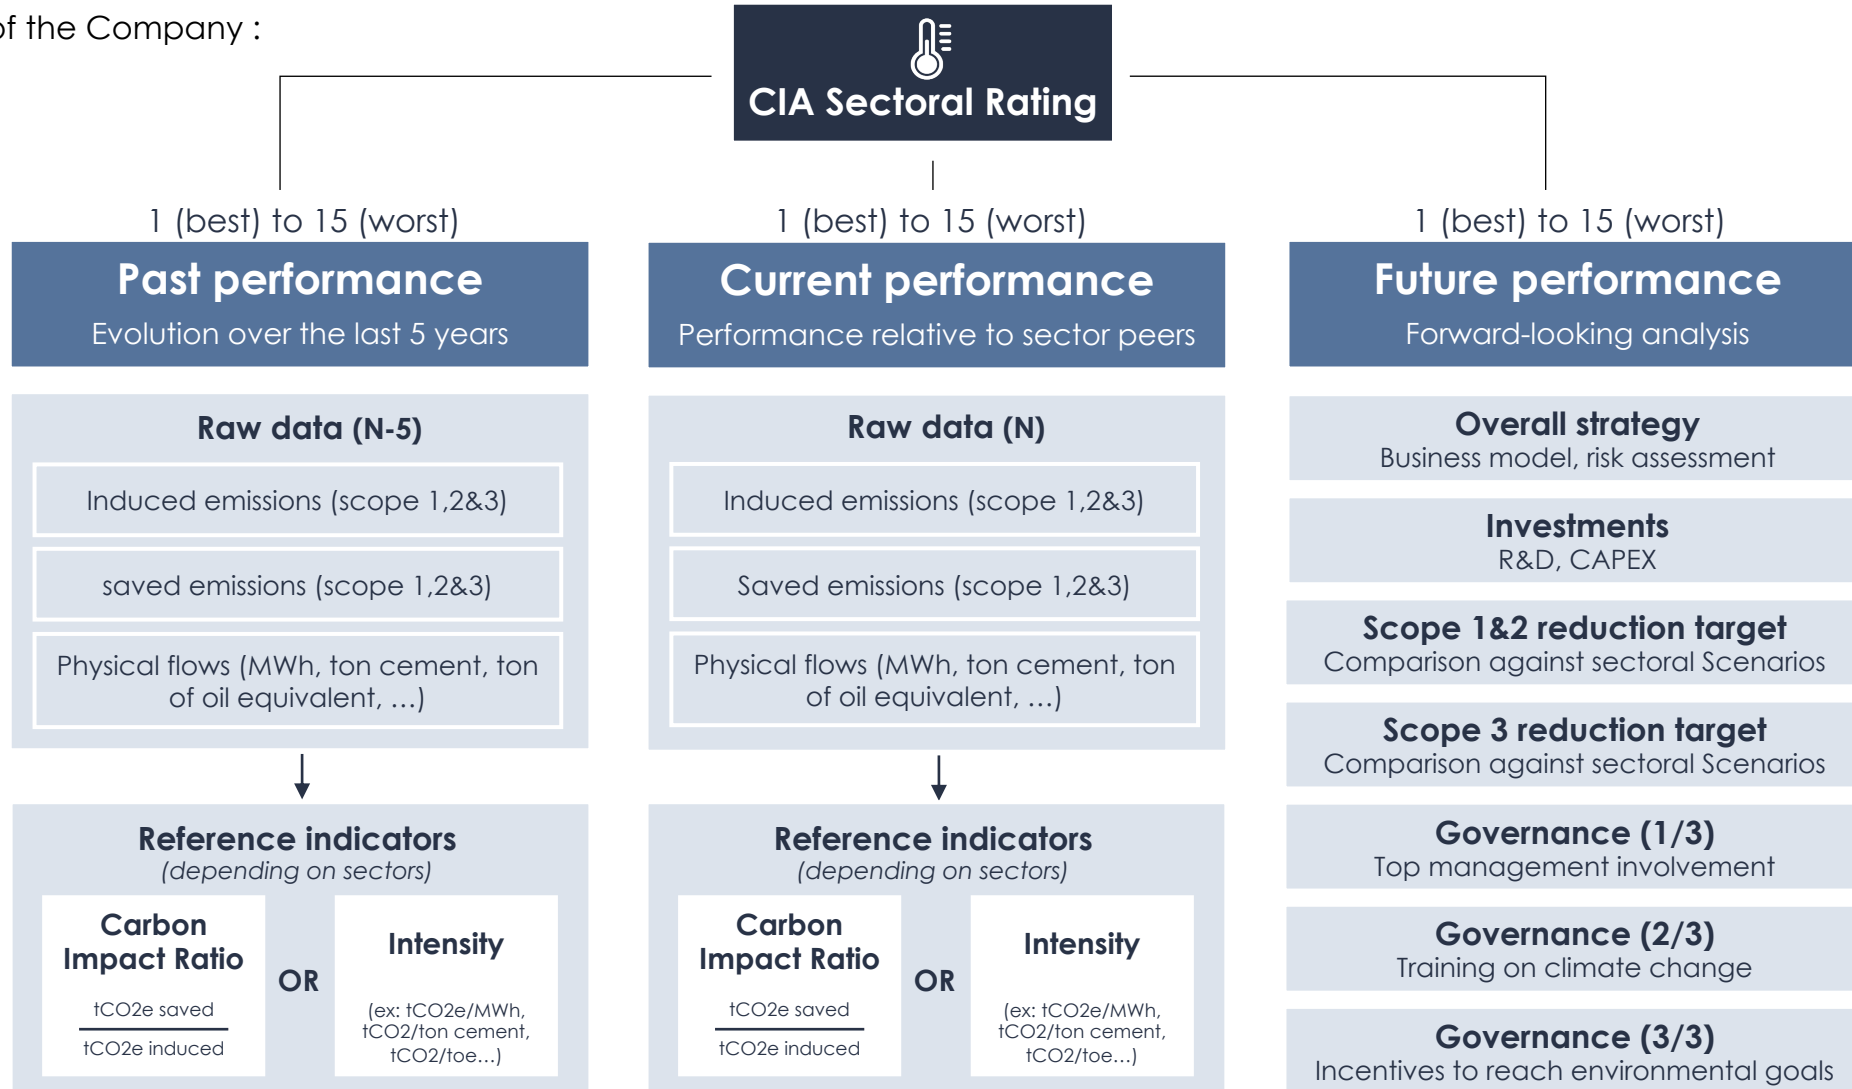 of the Company :
CIA Sectoral Rating
1 (best) to 15 (worst)
Past performance
Evolution over the last 5 years
Raw data (N-5)
Induced emissions (scope 1,2&3)
saved emissions (scope 1,2&3)
Physical flows (MWh, ton cement, ton
of oil equivalent, …)
Reference indicators
(depending on sectors)
Carbon
Impact Ratio
tCO2e saved
tCO2e induced
OR
Intensity
(ex: tCO2e/MWh,
tCO2/ton cement,
tCO2/toe…)
1 (best) to 15 (worst)
Current performance
Performance relative to sector peers
Raw data (N)
Induced emissions (scope 1,2&3)
Saved emissions (scope 1,2&3)
Physical flows (MWh, ton cement, ton
of oil equivalent, …)
Reference indicators
(depending on sectors)
Carbon
Impact Ratio
tCO2e saved
tCO2e induced
OR
Intensity
(ex: tCO2e/MWh,
tCO2/ton cement,
tCO2/toe…)
1 (best) to 15 (worst)
Future performance
Forward-looking analysis
Overall strategy
Business model, risk assessment
Investments
R&D, CAPEX
Scope 1&2 reduction target
Comparison against sectoral Scenarios
Scope 3 reduction target
Comparison against sectoral Scenarios
Governance (1/3)
Top management involvement
Governance (2/3)
Training on climate change
Governance (3/3)
Incentives to reach environmental goals